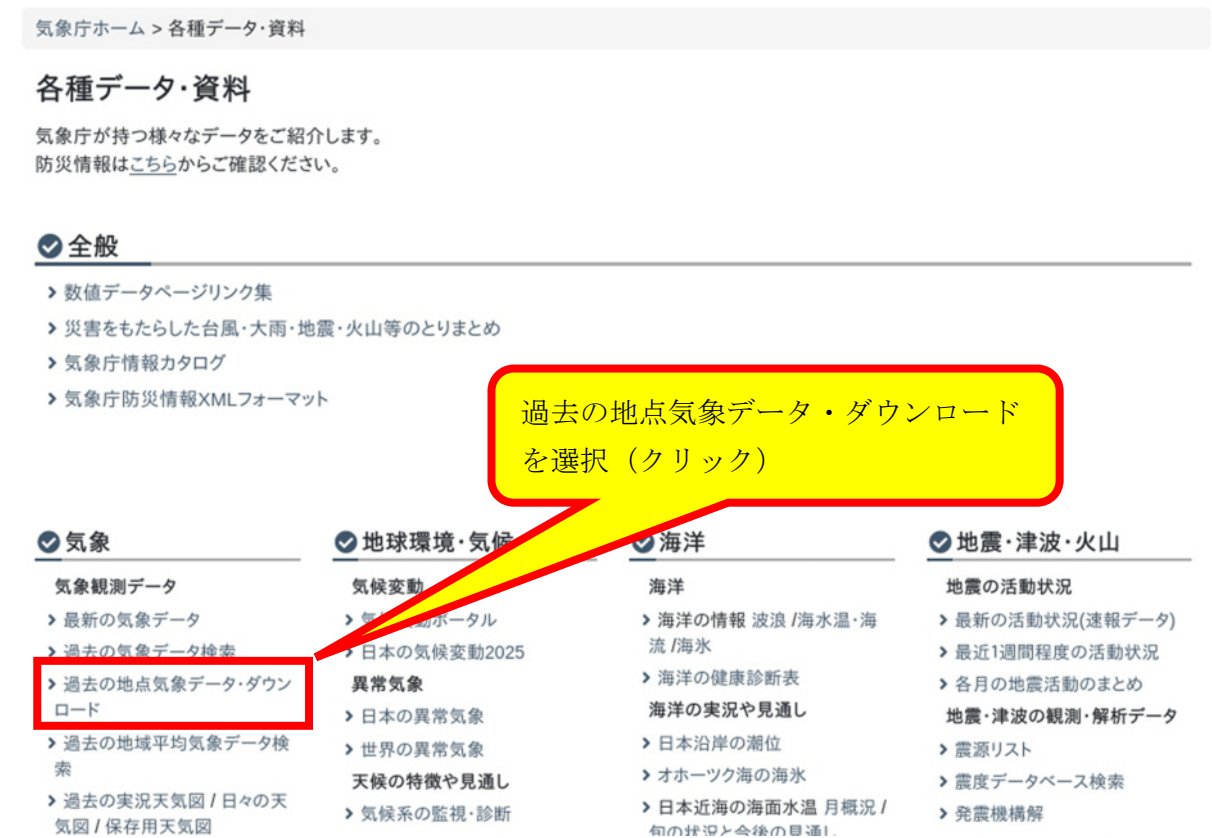 気象庁ホーム > 各種データ･資料
各種データ･資料
気象庁が持つ様々なデータをご紹介します。
防災情報はこちらからご確認ください。
全般
数値データページリンク集
災害をもたらした台風･大雨･地震･火山等のとりまとめ
気象庁情報カタログ
気象庁防災情報XMLフォーマット
過去の地点気象データ・ダウンロード
を選択（クリック）
気象
気象観測データ
最新の気象データ
過去の気象データ検索
過去の地点気象データ･ダウン
ロード
過去の地域平均気象データ検
索
過去の実況天気図 / 日々の天
気図 / 保存用天気図
地球環境･気候
気候変動
ポータル
日本の気候変動2025
異常気象
日本の異常気象
世界の異常気象
天候の特徴や見通し
気候系の監視･診断
海洋
海洋
海洋の情報 波浪 /海水温･海
流 /海氷
海洋の健康診断表
海洋の実況や見通し
日本沿岸の潮位
オホーツク海の海氷
日本近海の海面水温 月概況 /
旬の状況と今後の見通し
地震･津波･火山
地震の活動状況
最新の活動状況(速報データ)
最近1週間程度の活動状況
各月の地震活動のまとめ
地震･津波の観測･解析データ
震源リスト
震度データベース検索
発震機構解